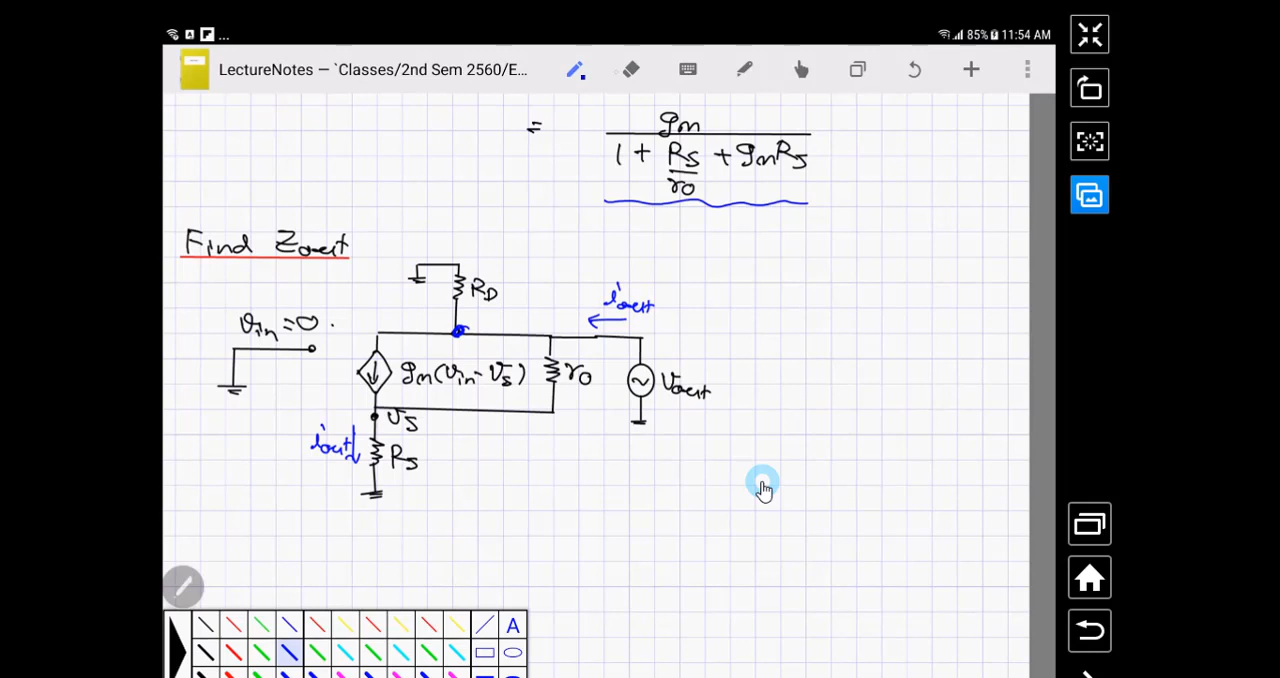 ... 85% 11:54 AM
LectureNotes — `Classes/2nd Sem 2560/E...
= gm
1 + Rs/ro + gmRs
Find Zout
RD
iout
vin = 0
gm(vin - vs)
ro
vout
vs
iout
Rs
A